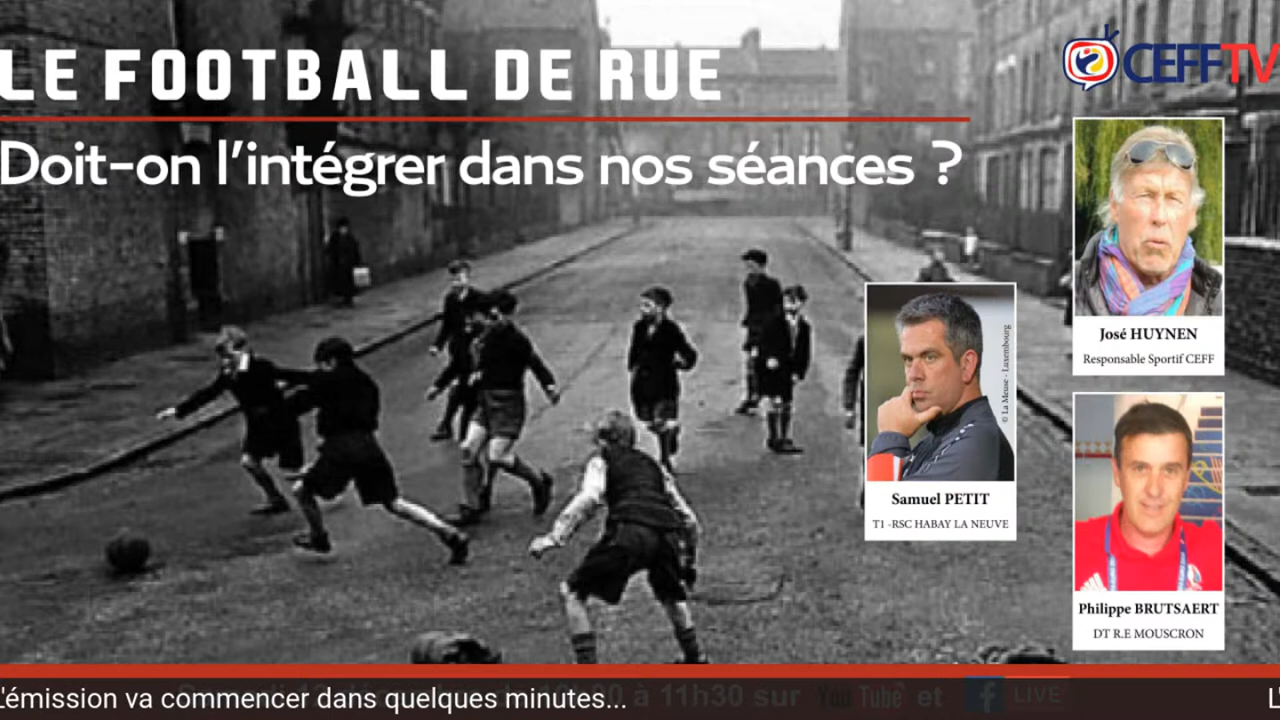 LE FOOTBALL DE RUE
Doit-on l'intégrer dans nos séances ?
CEFFTV
José HUYNEN
Responsable Sportif CEFF
© La Meuse - Luxembourg
Samuel PETIT
T1 -RSC HABAY LA NEUVE
Philippe BRUTSAERT
DT R.E MOUSCRON
L'émission va commencer dans quelques minutes...
à 11h30 sur YouTube et f LIVE